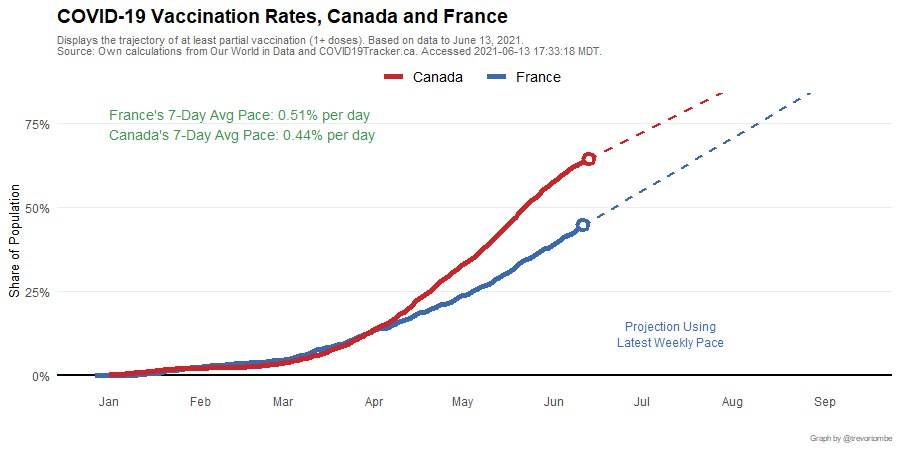 COVID-19 Vaccination Rates, Canada and France
Displays the trajectory of at least partial vaccination (1+ doses). Based on data to June 13, 2021.
Source: Own calculations from Our World in Data and COVID19Tracker.ca. Accessed 2021-06-13 17:33:18 MDT.
Canada France
France's 7-Day Avg Pace: 0.51% per day
Canada's 7-Day Avg Pace: 0.44% per day
75%
50%
25%
0%
Share of Population
Projection Using
Latest Weekly Pace
Jan Feb Mar Apr May Jun Jul Aug Sep
Graph by @trevortombe